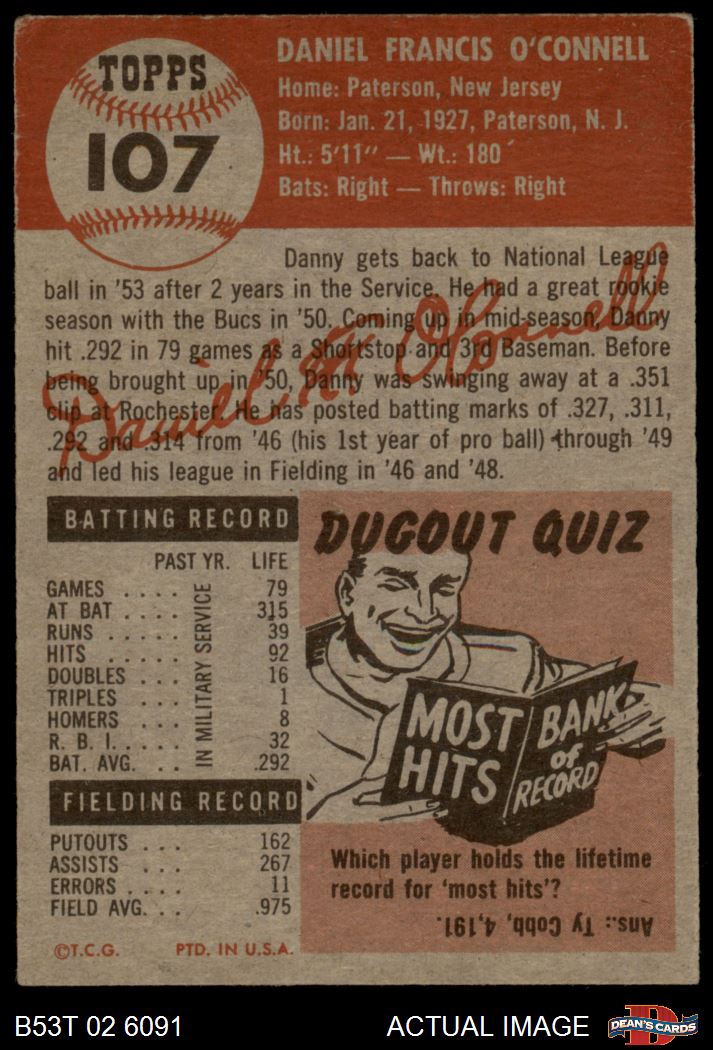 TOPPS
107
DANIEL FRANCIS O'CONNELL
Home: Paterson, New Jersey
Born: Jan. 21, 1927, Paterson, N. J.
Ht.: 5'11" — Wt.: 180
Bats: Right — Throws: Right
Danny gets back to National League
ball in '53 after 2 years in the Service. He had a great rookie
season with the Bucs in '50. Coming up in mid-season, Danny
hit .292 in 79 games as a Shortstop and 3rd Baseman. Before
being brought up in '50, Danny was swinging away at a .351
clip at Rochester. He has posted batting marks of .327, .311,
.292 and .314 from '46 (his 1st year of pro ball) through '49
and led his league in Fielding in '46 and '48.
Daniel F. O'Connell
BATTING RECORD
PAST YR. LIFE
GAMES . . . . 79
AT BAT . . . . 315
RUNS . . . . . 39
HITS . . . . . 92
DOUBLES . . . 16
TRIPLES . . . 1
HOMERS . . . 8
R. B. I. . . . . 32
BAT. AVG. . . .292
IN MILITARY SERVICE
FIELDING RECORD
PUTOUTS . . . 162
ASSISTS . . . 267
ERRORS . . . . 11
FIELD AVG. . . .975
©T.C.G. PTD. IN U.S.A.
DUGOUT QUIZ
MOST HITS
BANK of RECORD
Which player holds the lifetime
record for 'most hits'?
Ans.: Ty Cobb, 4,191.
B53T 02 6091 ACTUAL IMAGE
D
DEAN'S CARDS